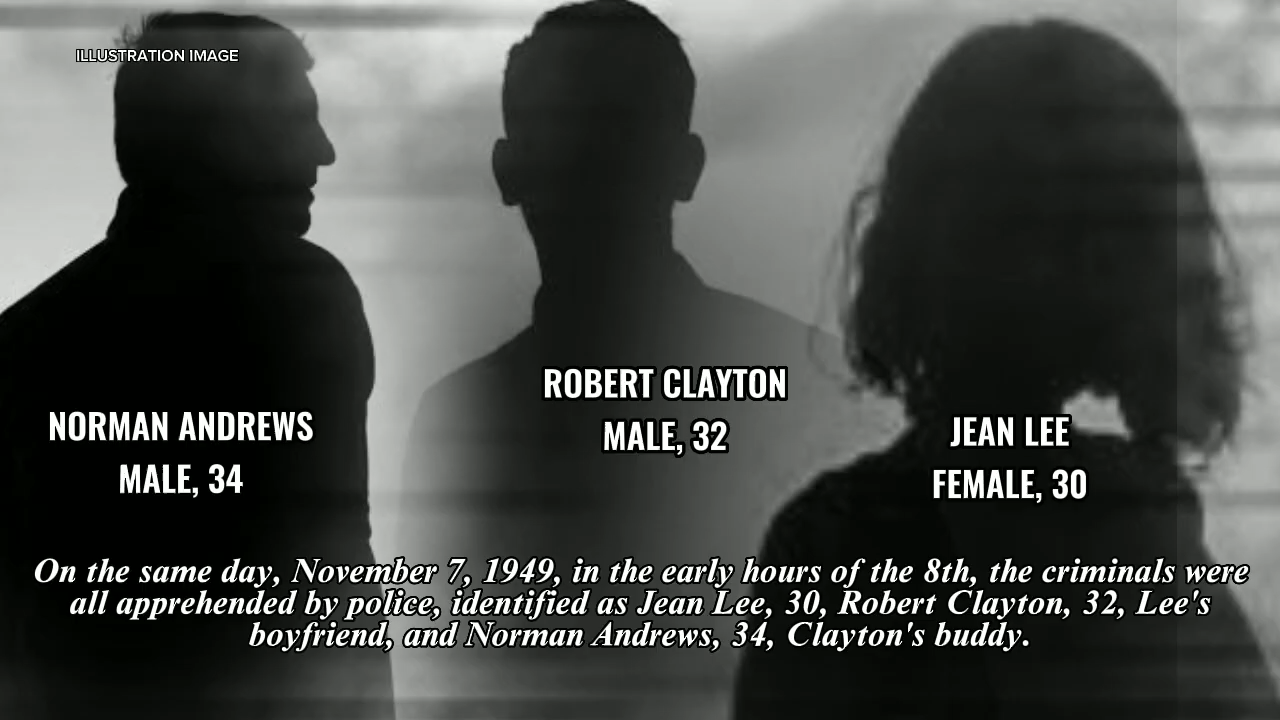 ILLUSTRATION IMAGE
ROBERT CLAYTON
MALE, 32
NORMAN ANDREWS
MALE, 34
JEAN LEE
FEMALE, 30
On the same day, November 7, 1949, in the early hours of the 8th, the criminals were
all apprehended by police, identified as Jean Lee, 30, Robert Clayton, 32, Lee's
boyfriend, and Norman Andrews, 34, Clayton's buddy.